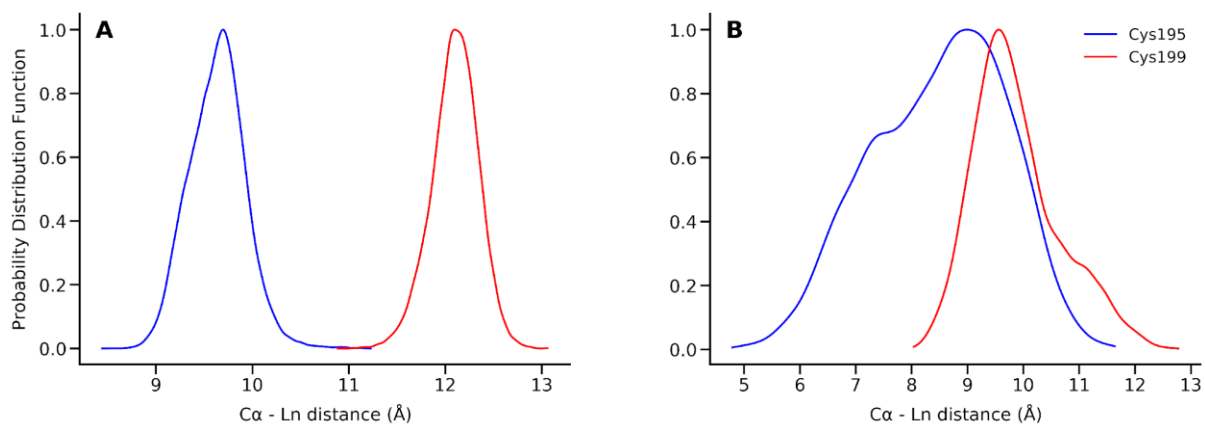 A
Probability Distribution Function
1.0
0.8
0.6
0.4
0.2
0.0
9 10 11 12 13
Cα - Ln distance (Å)
B
Cys195
Cys199
1.0
0.8
0.6
0.4
0.2
0.0
5 6 7 8 9 10 11 12 13
Cα - Ln distance (Å)